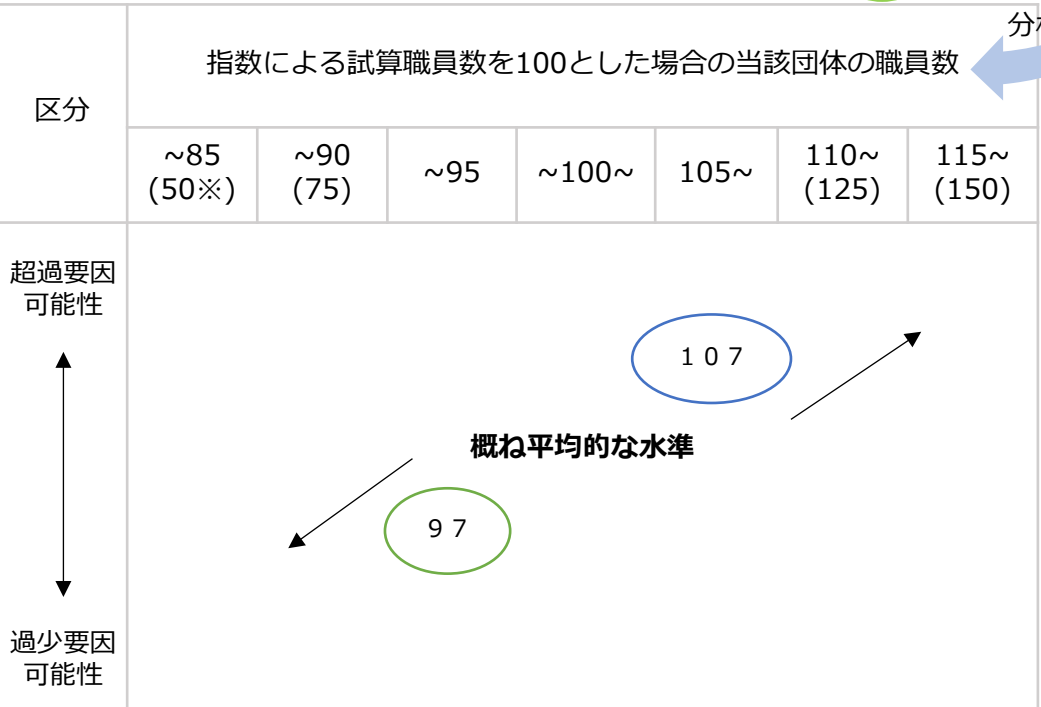 分
指数による試算職員数を100とした場合の当該団体の職員数
区分
~85
(50※)
~90
(75)
~95
~100~
105~
110~
(125)
115~
(150)
超過要因
可能性
１０７
概ね平均的な水準
９７
過少要因
可能性